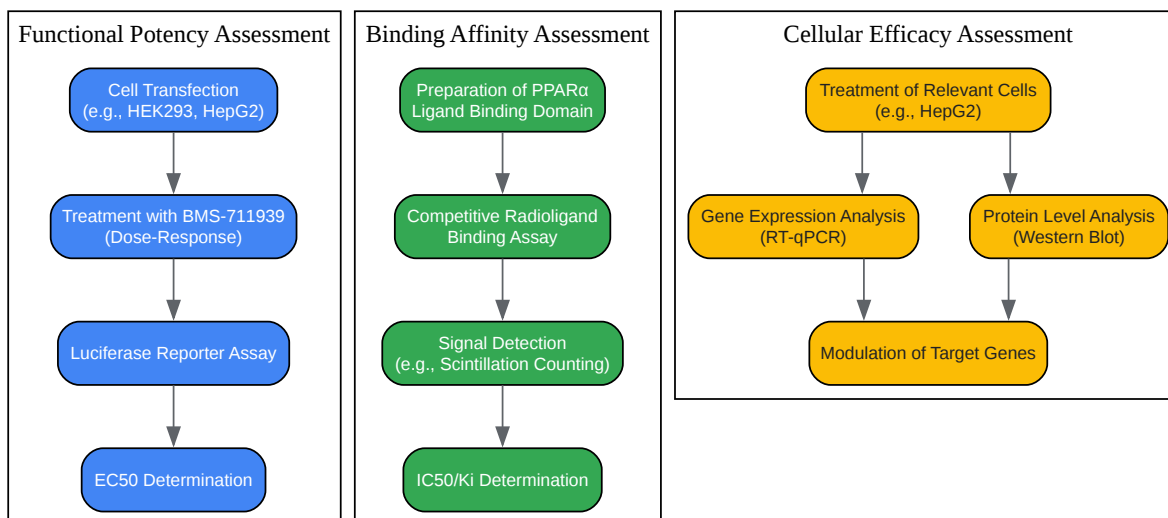 Functional Potency Assessment
Cell Transfection
(e.g., HEK293, HepG2)
Treatment with BMS-711939
(Dose-Response)
Luciferase Reporter Assay
EC50 Determination
Binding Affinity Assessment
Preparation of PPARα
Ligand Binding Domain
Competitive Radioligand
Binding Assay
Signal Detection
(e.g., Scintillation Counting)
IC50/Ki Determination
Cellular Efficacy Assessment
Treatment of Relevant Cells
(e.g., HepG2)
Gene Expression Analysis
(RT-qPCR)
Protein Level Analysis
(Western Blot)
Modulation of Target Genes